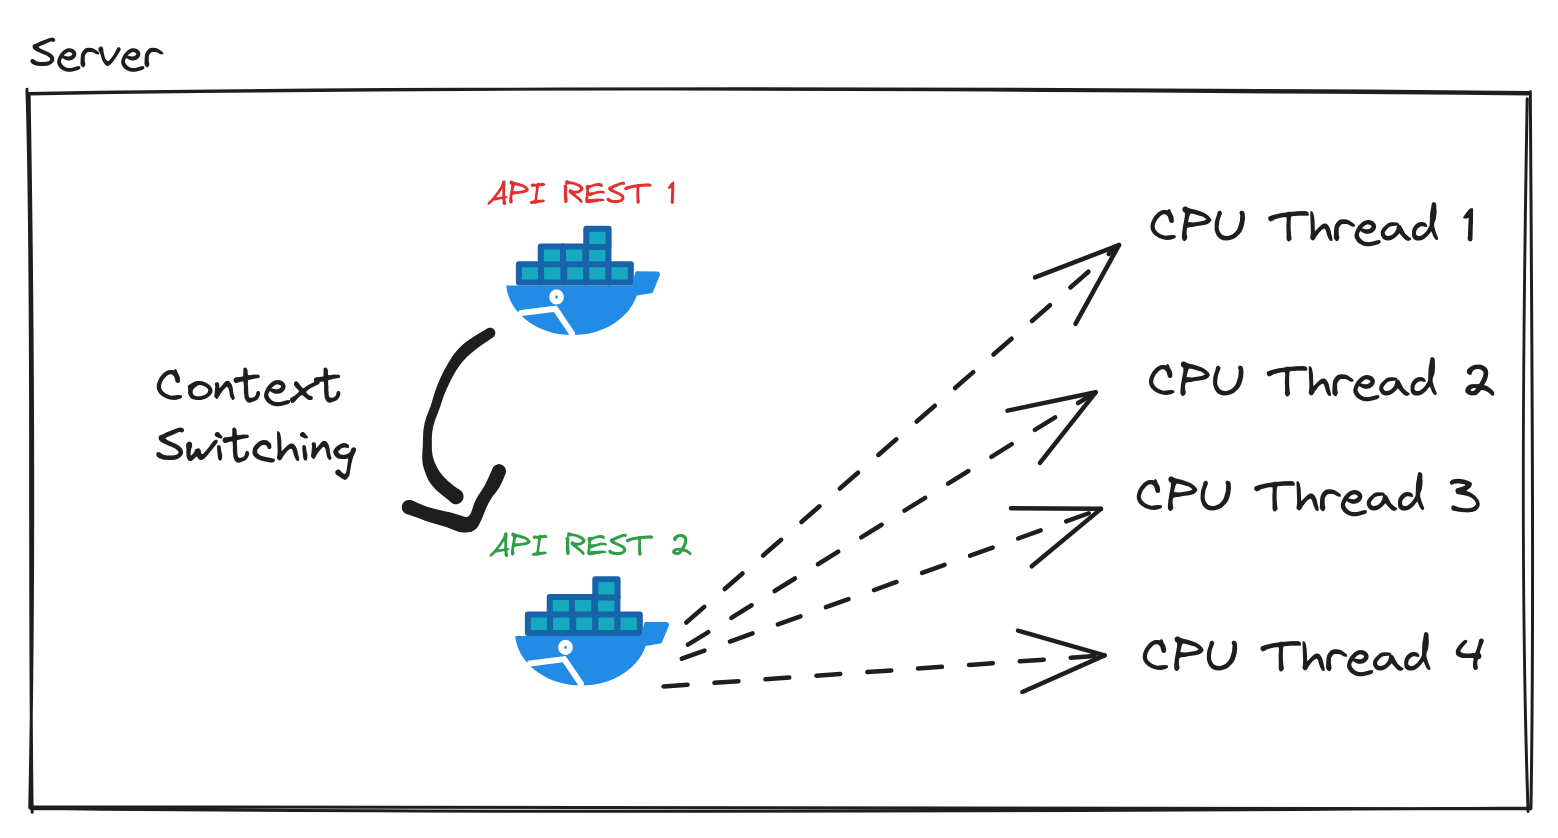 Server
API REST 1
CPU Thread 1
Context
Switching
CPU Thread 2
CPU Thread 3
API REST 2
CPU Thread 4